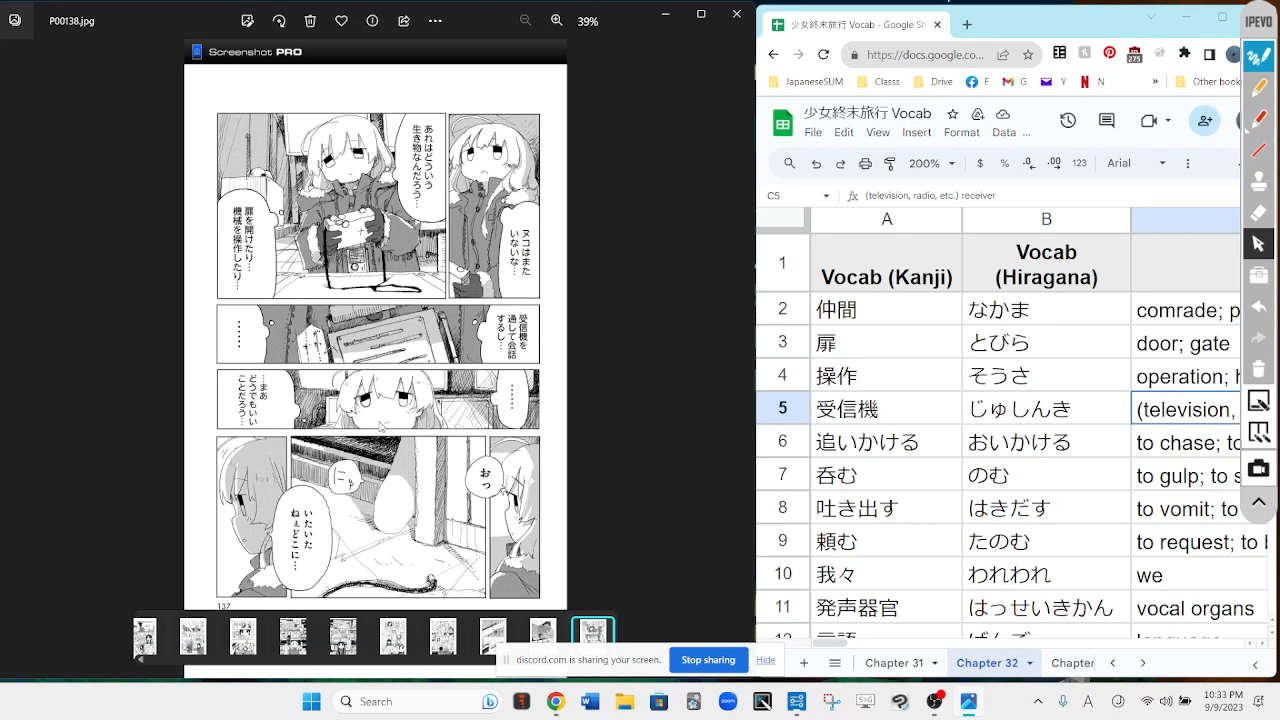 P00138.jpg
39%
Screenshot PRO
あれはどういう
生き物なんだろう…
扉を開けたり…
機械を操作したり…
ヌコはまた
いないな…
受信機を
通して会話
するし…
……
……
…まあ
どうでもいい
ことだろう…
おっ
いたいた
ねぇどこに…
137
discord.com is sharing your screen.
Stop sharing
Hide
少女終末旅行 Vocab - Google Sh
https://docs.google.com
275
JapaneseSUM
Classs
Drive
F
M G
Y
N N
»
Other book
少女終末旅行 Vocab
File Edit View Insert Format Data ...
200%
$ % .0 .00 123
Arial
C5
fx (television, radio, etc.) receiver
A B
1 Vocab (Kanji) Vocab
(Hiragana)
2 仲間 なかま comrade; p
3 扉 とびら door; gate
4 操作 そうさ operation; h
5 受信機 じゅしんき (television,
6 追いかける おいかける to chase; to
7 呑む のむ to gulp; to s
8 吐き出す はきだす to vomit; to
9 頼む たのむ to request; to b
10 我々 われわれ we
11 発声器官 はっせいきかん vocal organs
Chapter 31
Chapter 32
Chapter
IPEVO
Search
zoom
A
10:33 PM
9/9/2023